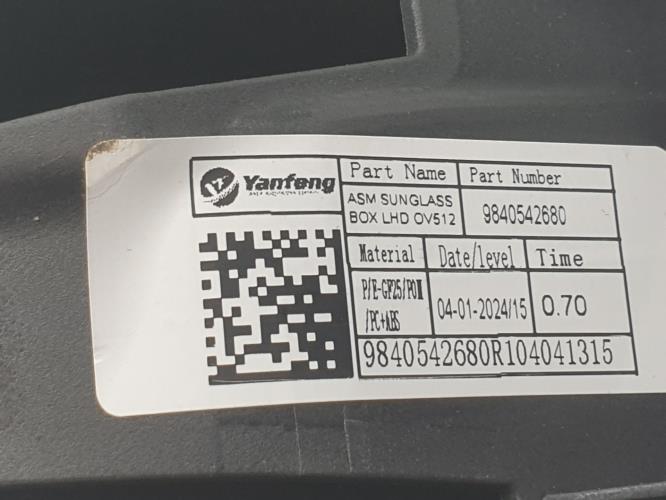 Yanfeng
Part Name Part Number
ASM SUNGLASS
BOX LHD OV512
9840542680
Material Date/level Time
P/E-GF25/POM
/PC+ABS
04-01-2024/15
0.70
9840542680R104041315